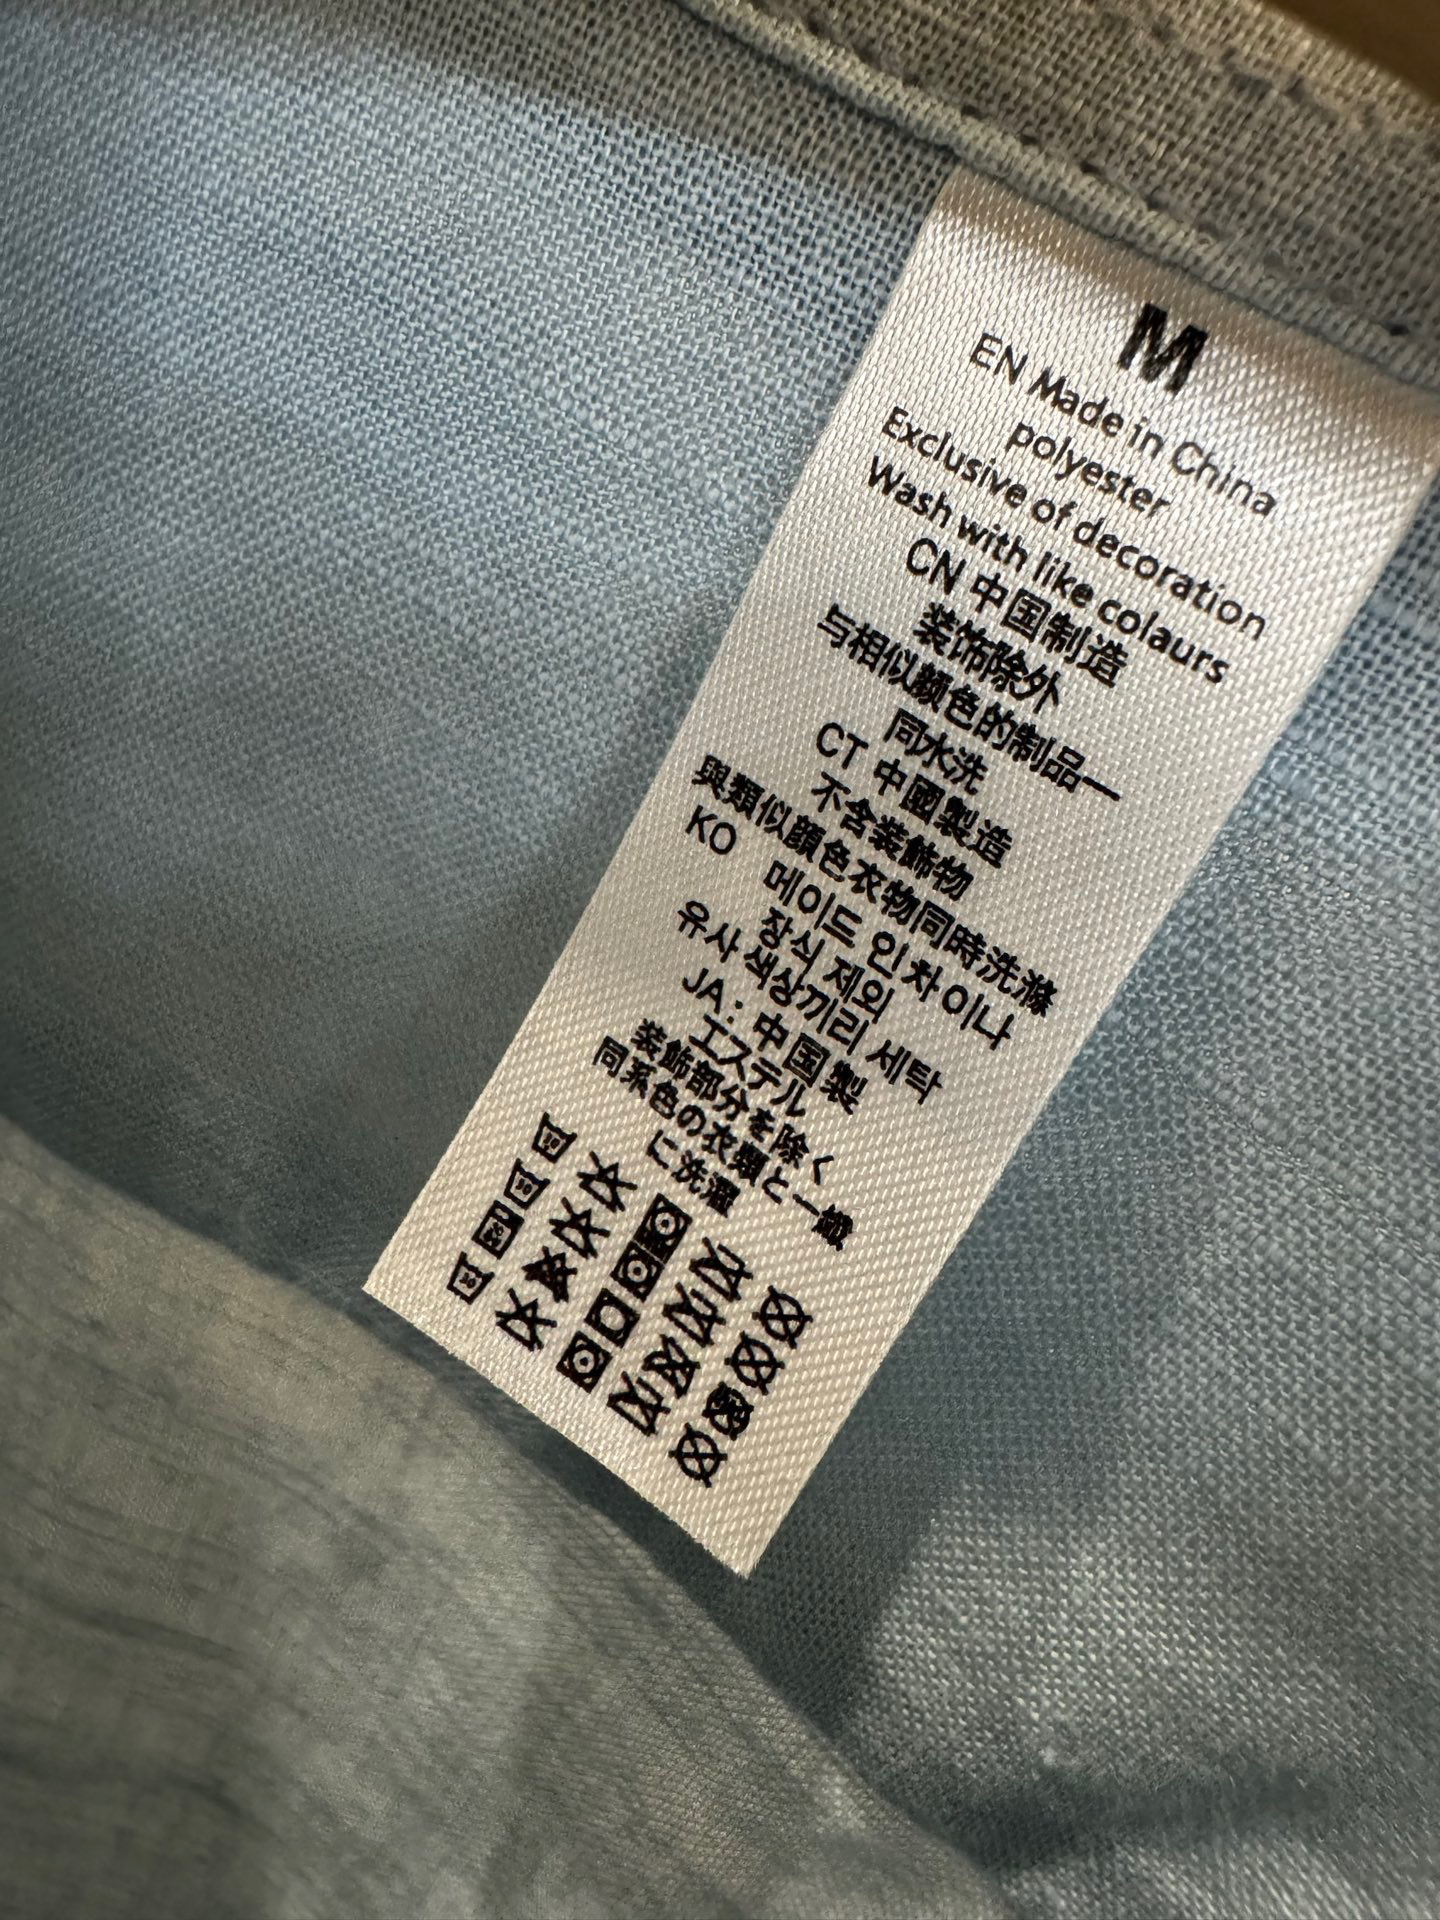 M
EN Made in China
polyester
Exclusive of decoration
Wash with like colaurs
CN 中国制造
装饰除外
与相似颜色的制品一
同水洗
CT 中國製造
不含装飾物
與類似顔色衣物同時洗滌
KO 메이드 인 차이나
장식 제외
유사 색상끼리 세탁
JA: 中国製
エステル
装飾部分を除く
同系色の衣類と一緒
に洗濯